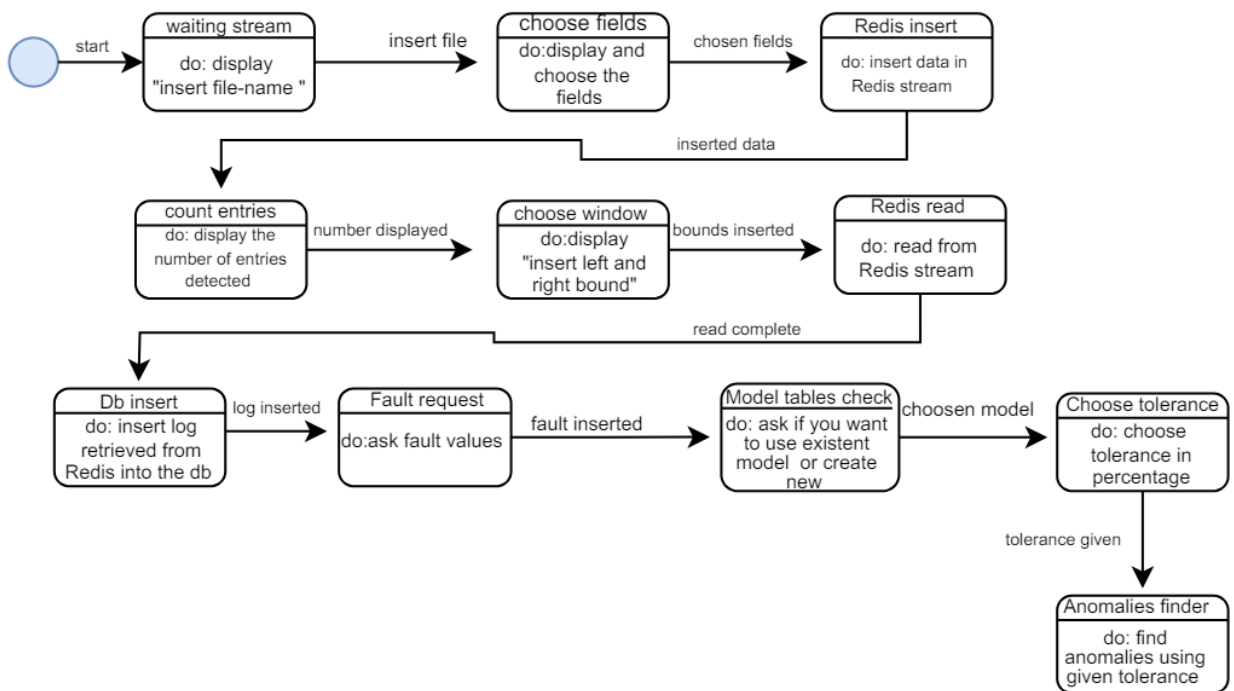 start
waiting stream
do: display
"insert file-name "
insert file
choose fields
do:display and
choose the
fields
chosen fields
Redis insert
do: insert data in
Redis stream
inserted data
count entries
do: display the
number of entries
detected
number displayed
choose window
do:display
"insert left and
right bound"
bounds inserted
Redis read
do: read from
Redis stream
read complete
Db insert
do: insert log
retrieved from
Redis into the db
log inserted
Fault request
do:ask fault values
fault inserted
Model tables check
do: ask if you want
to use existent
model or create
new
choosen model
Choose tolerance
do: choose
tolerance in
percentage
tolerance given
Anomalies finder
do: find
anomalies using
given tolerance